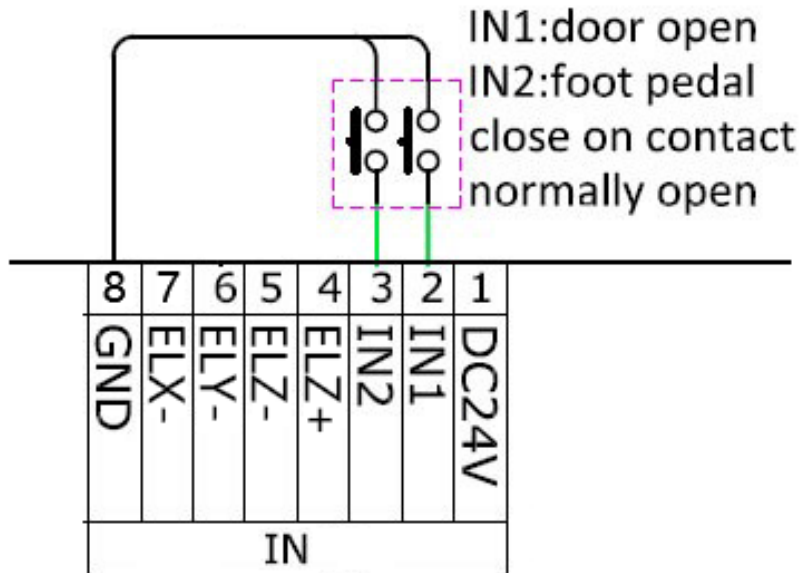 IN1:door open
IN2:foot pedal
close on contact
normally open
8 7 6 5 4 3 2 1
GND ELX- ELY- ELZ- ELZ+ IN2 IN1 DC24V
IN